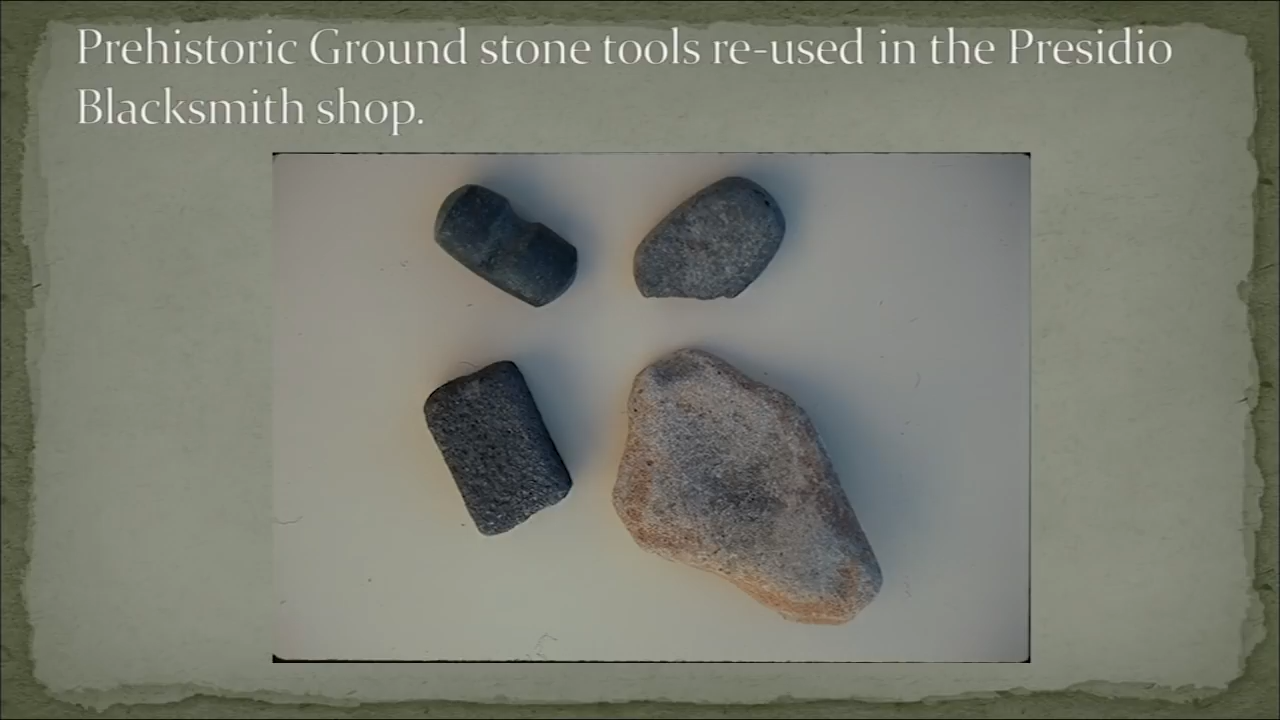 Prehistoric Ground stone tools re-used in the Presidio
Blacksmith shop.